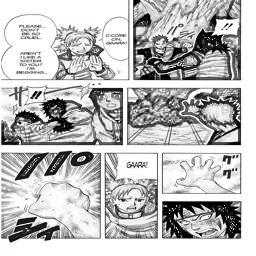 PLEASE...
DON'T
BE SO
CRUEL...
AREN'T
I LIKE A
SISTER
TO YOU?
I'M
BEGGING...
C-COME
ON,
GAARA!
!!
!!
GAARA!